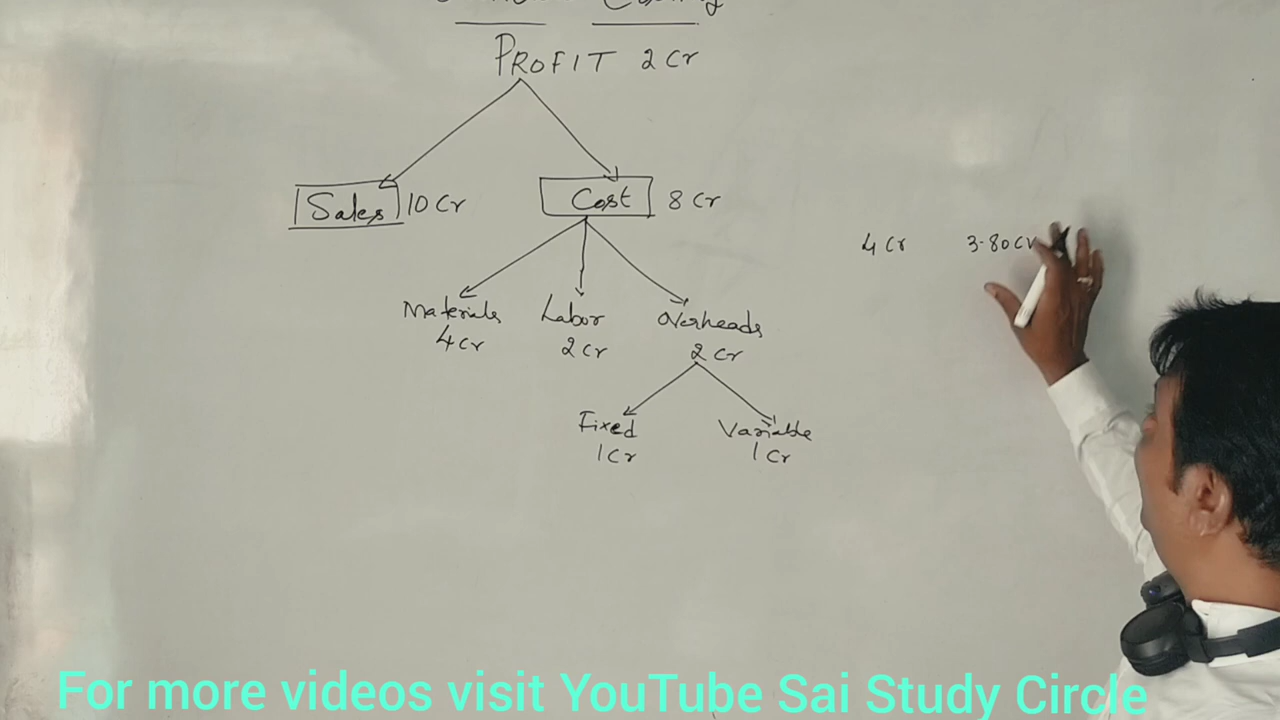 PROFIT 2 Cr
Sales 10 Cr
Cost 8 Cr
4 Cr 3.80 Cr
Materials Labor Overheads
4 Cr 2 Cr 2 Cr
Fixed Variable
1 Cr 1 Cr
For more videos visit YouTube Sai Study Circle